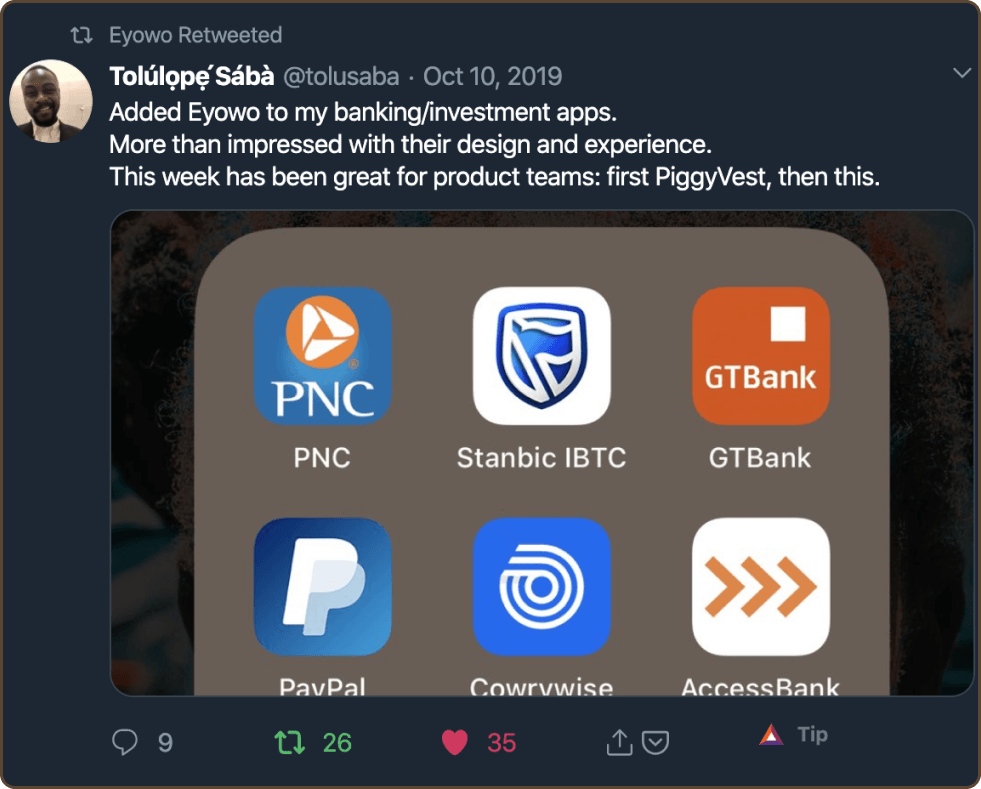 Eyowo Retweeted
Tolúlọpẹ́ Sábà @tolusaba · Oct 10, 2019
Added Eyowo to my banking/investment apps.
More than impressed with their design and experience.
This week has been great for product teams: first PiggyVest, then this.
PNC
GTBank
PNC
Stanbic IBTC
GTBank
PayPal
Cowrywise
AccessBank
9
26
35
Tip